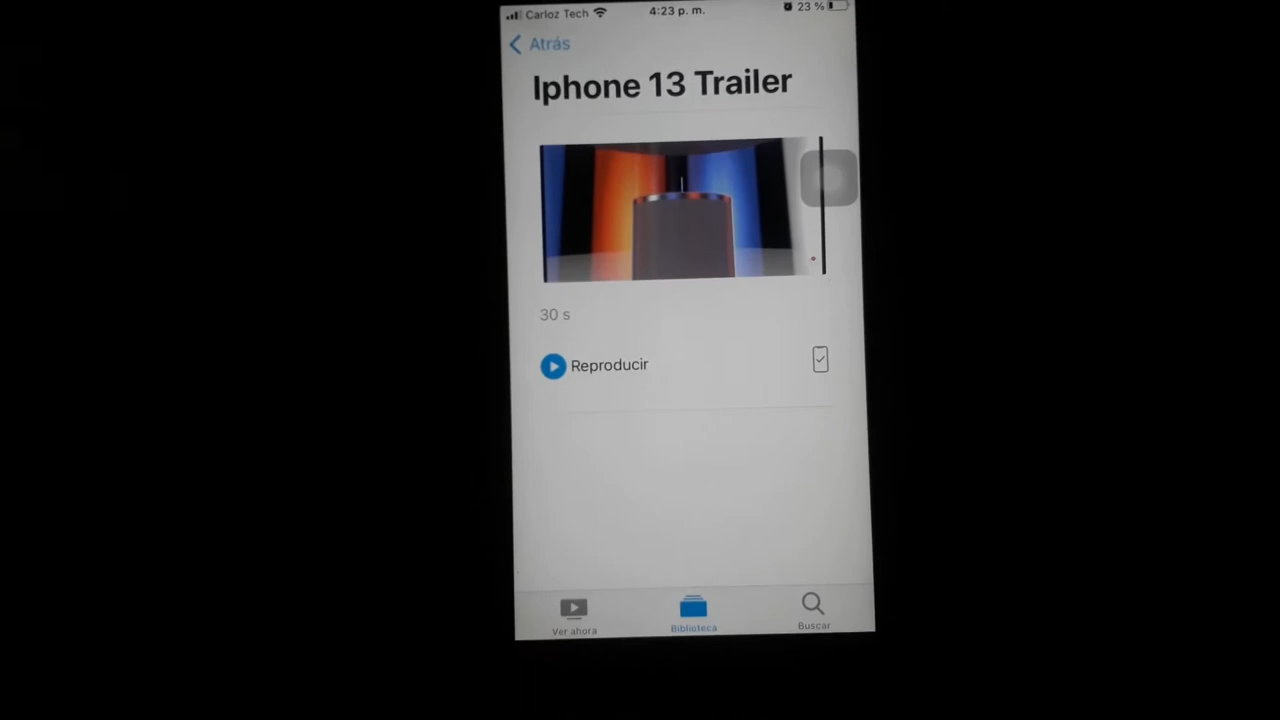 Carloz Tech 4:23 p. m. 23 %
Atrás
Iphone 13 Trailer
30 s
Reproducir
Ver ahora Biblioteca Buscar